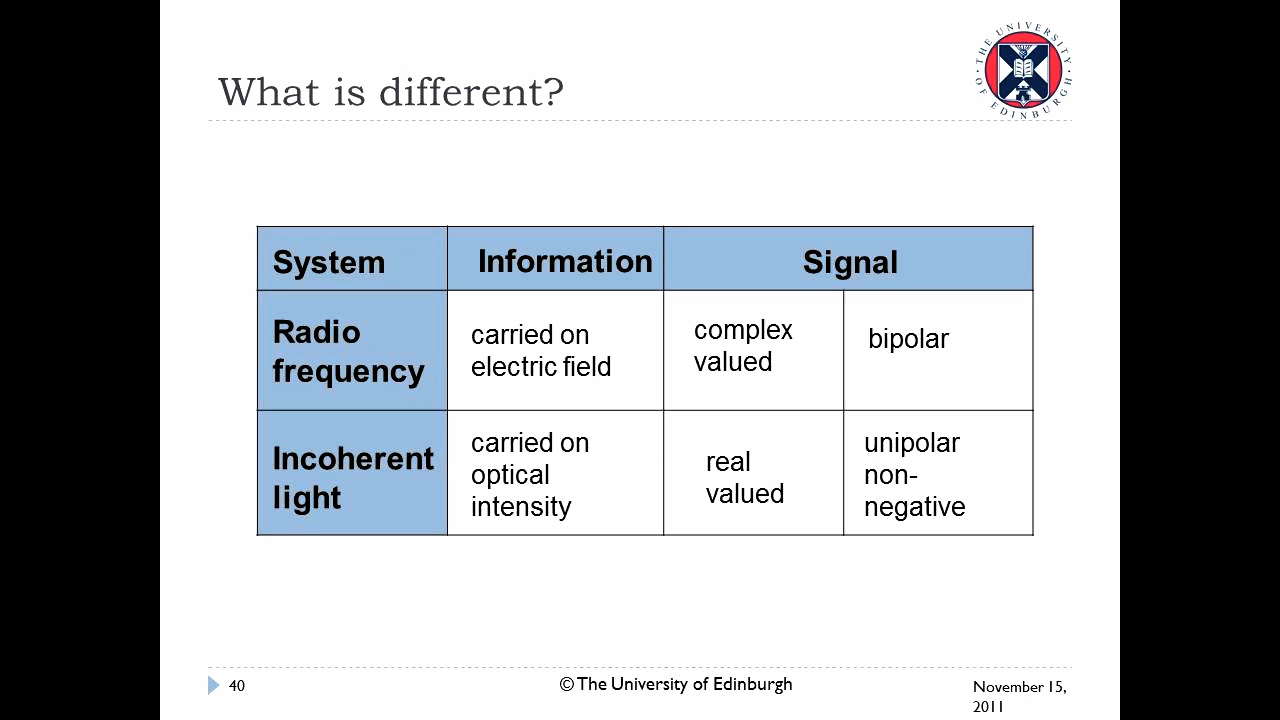 THE UNIVERSITY OF EDINBURGH
What is different?
System Information Signal
Radio
frequency
carried on
electric field
complex
valued
bipolar
Incoherent
light
carried on
optical
intensity
real
valued
unipolar
non-
negative
40
© The University of Edinburgh
November 15,
2011